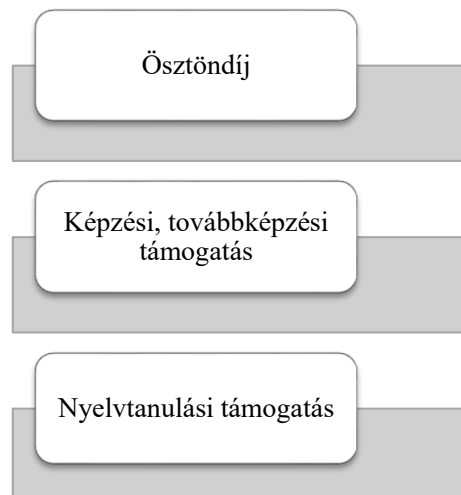 Ösztöndíj
Képzési, továbbképzési
támogatás
Nyelvtanulási támogatás